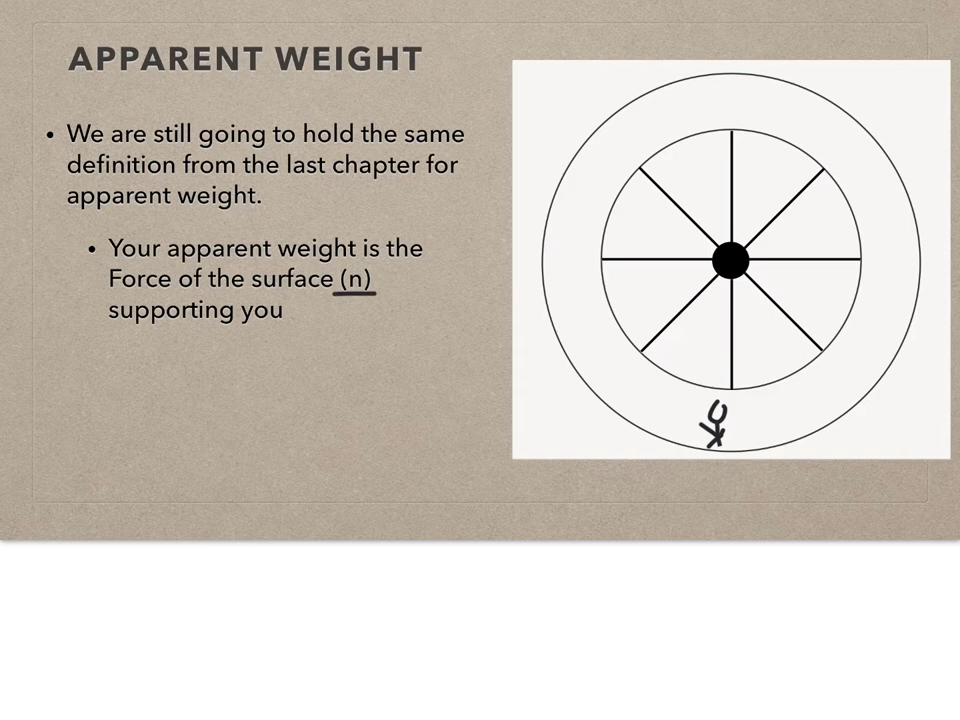 APPARENT WEIGHT
• We are still going to hold the same
definition from the last chapter for
apparent weight.
• Your apparent weight is the
Force of the surface (n)
supporting you